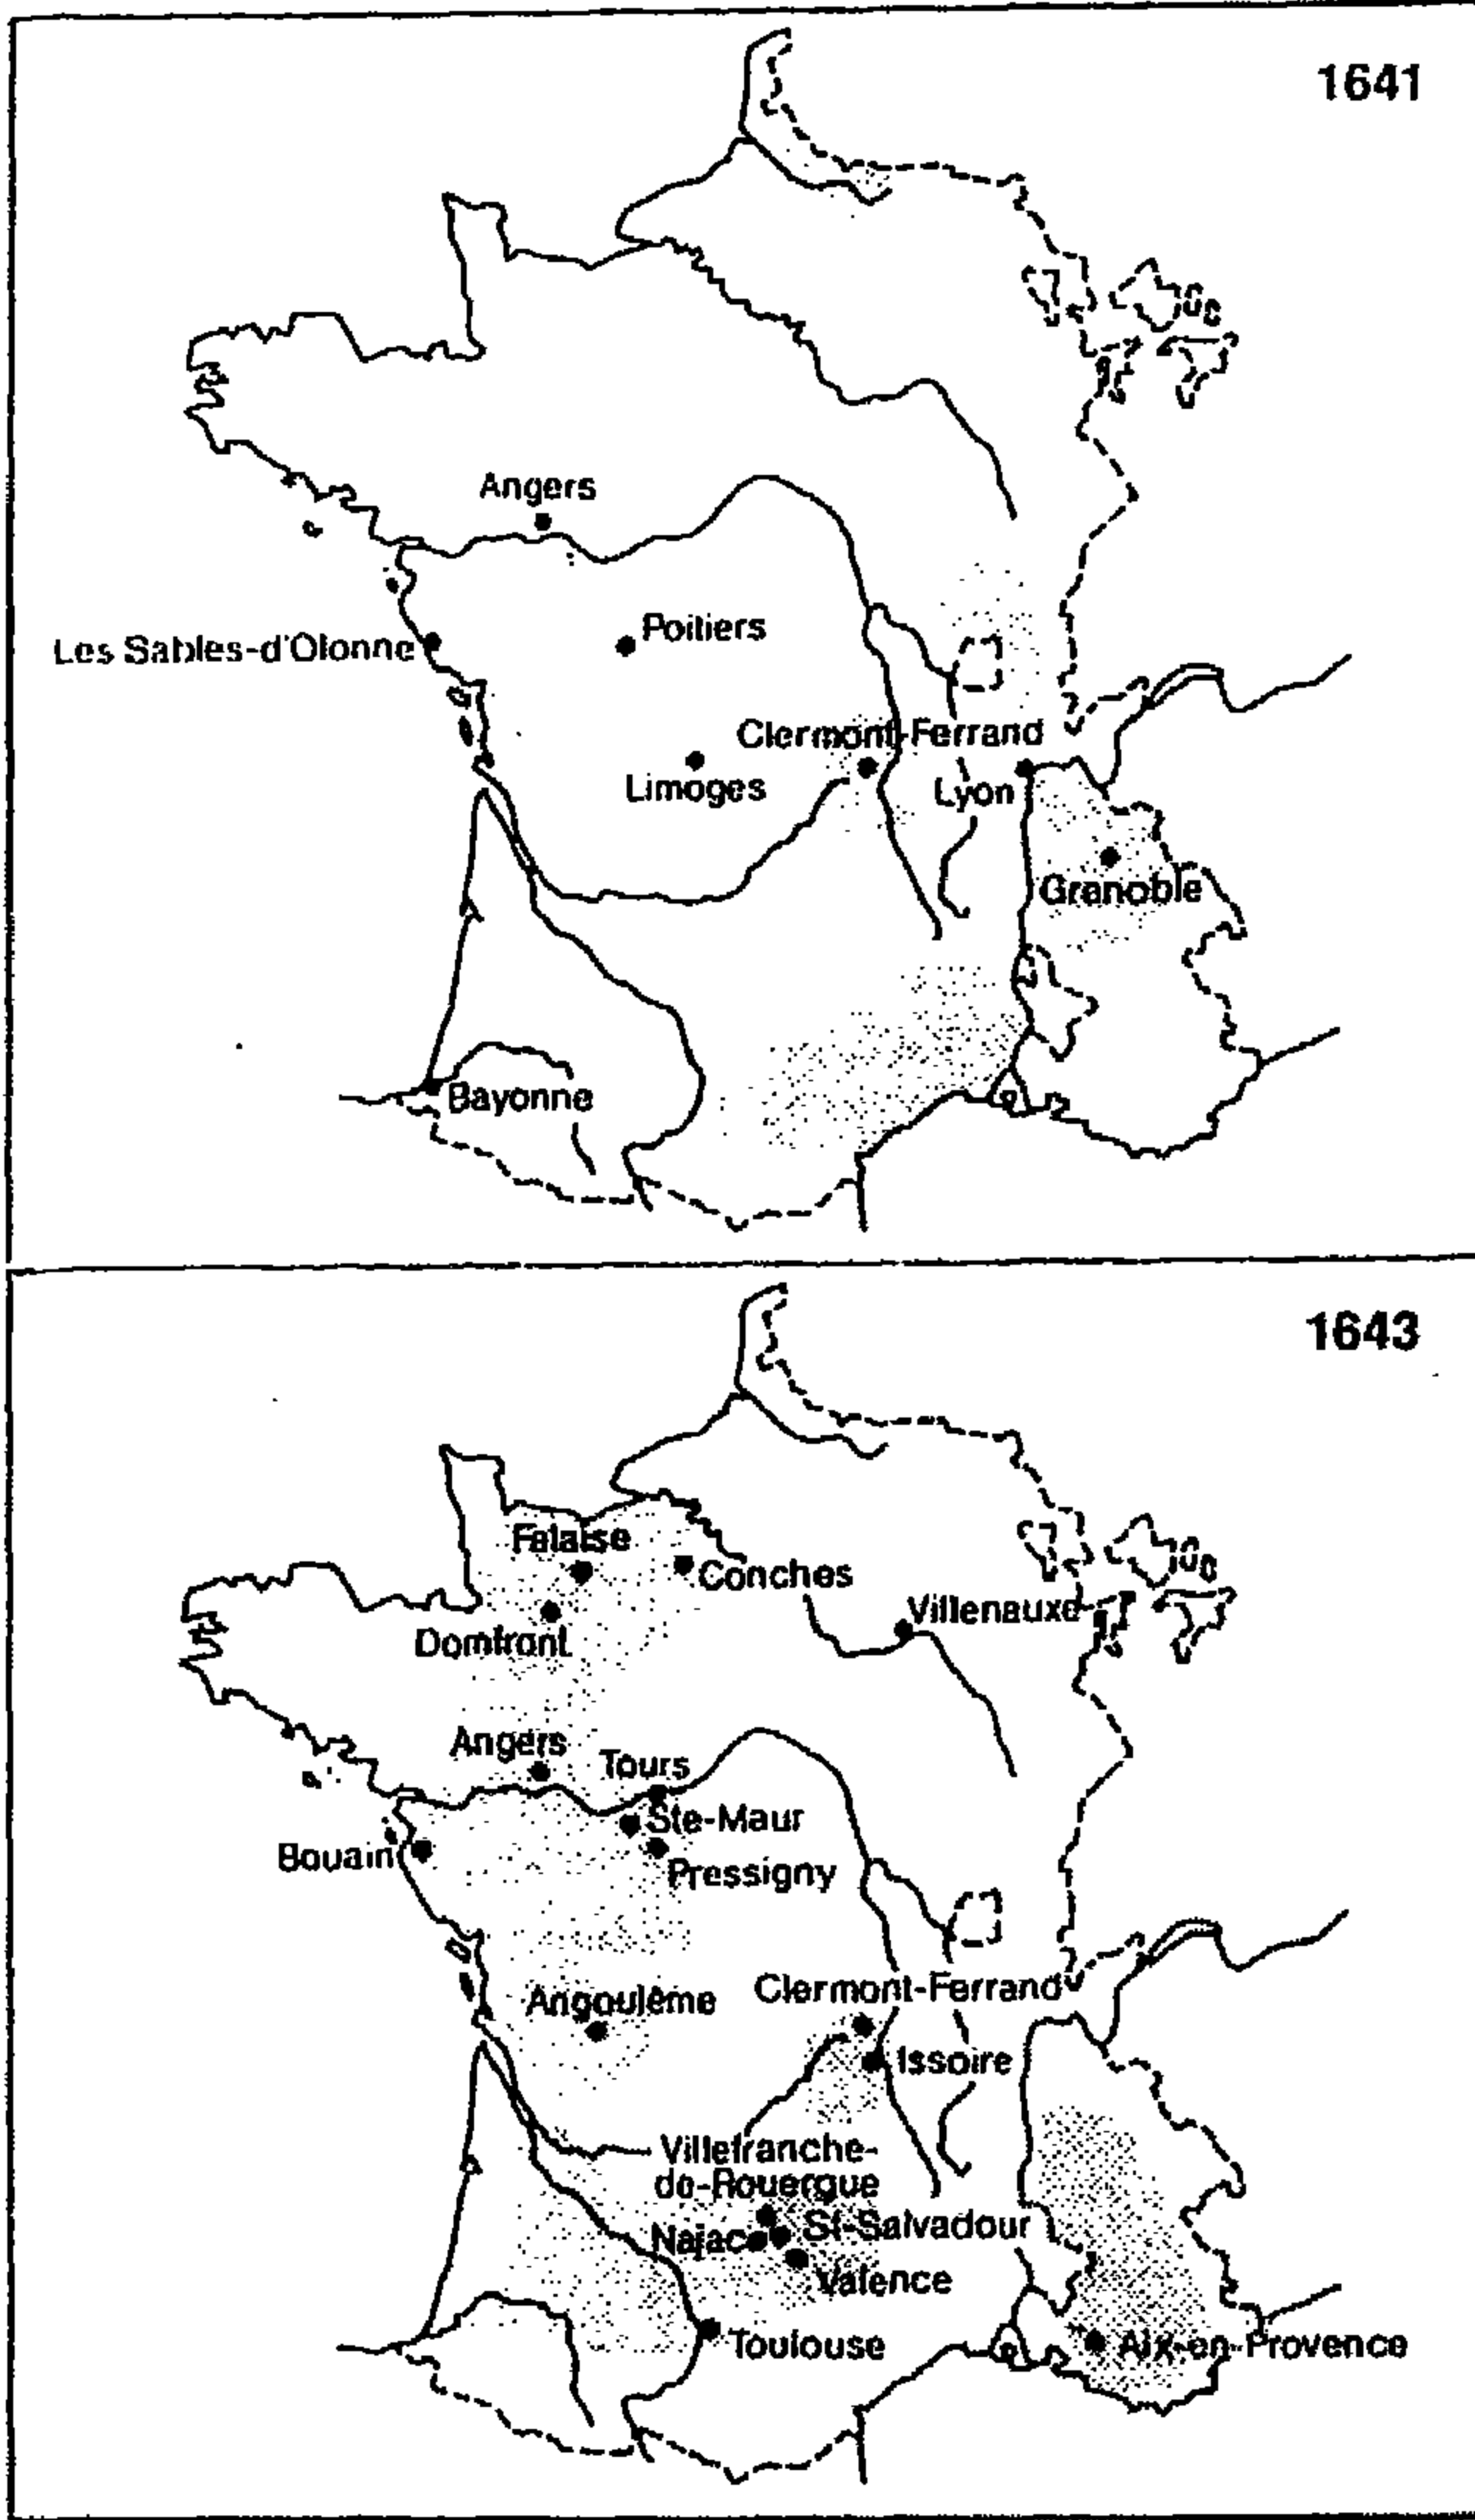 1641
Angers
Les Sables-d'Olonne
Poitiers
Clermont-Ferrand
Limoges
Lyon
Grenoble
Bayonne
1643
Falaise
Conches
Villenauxe
Domfront
Angers
Tours
Ste-Maur
Bouain
Pressigny
Angoulême
Clermont-Ferrand
Issoire
Villefranche-
de-Rouergue
Najac
St-Salvadour
Valence
Toulouse
Aix-en-Provence